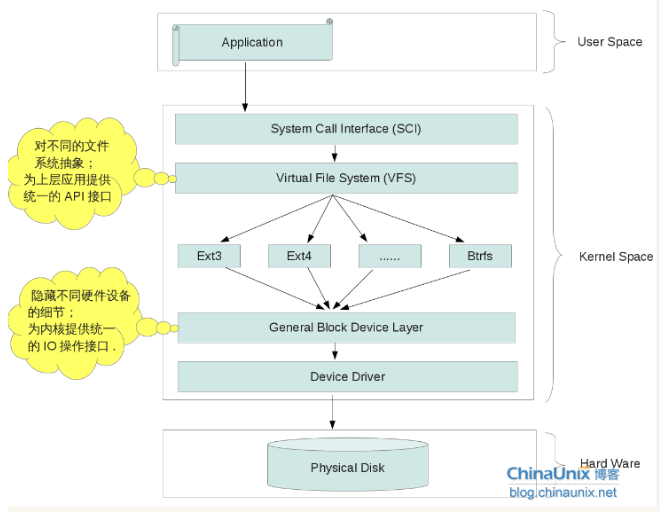 Application
User Space
System Call Interface (SCI)
对不同的文件
系统抽象；
为上层应用提供
统一的 API 接口
Virtual File System (VFS)
Ext3
Ext4
......
Btrfs
Kernel Space
隐藏不同硬件设备
的细节；
为内核提供统一
的 IO 操作接口 .
General Block Device Layer
Device Driver
Physical Disk
Hard Ware
ChinaUnix 博客
blog.chinaunix.net